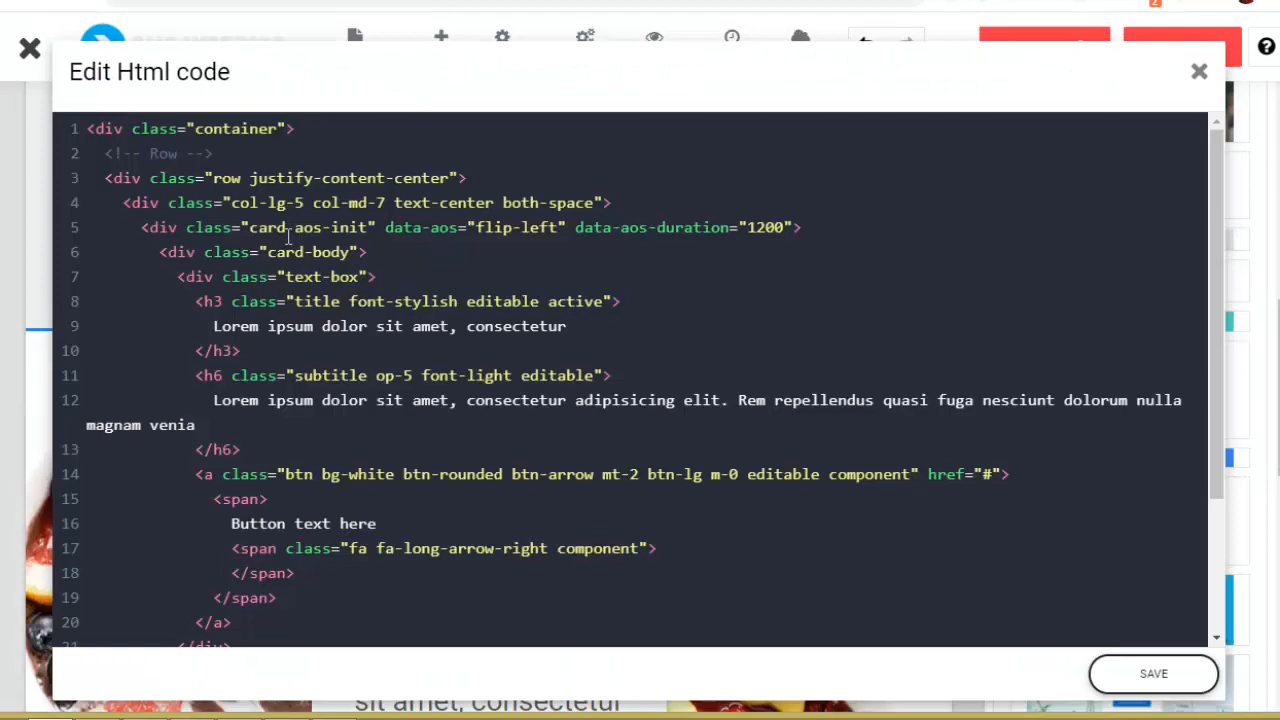 2
Edit Html code
1 <div class="container">
2 <!-- Row -->
3 <div class="row justify-content-center">
4 <div class="col-lg-5 col-md-7 text-center both-space">
5 <div class="card-aos-init" data-aos="flip-left" data-aos-duration="1200">
6 <div class="card-body">
7 <div class="text-box">
8 <h3 class="title font-stylish editable active">
9 Lorem ipsum dolor sit amet, consectetur
10 </h3>
11 <h6 class="subtitle op-5 font-light editable">
12 Lorem ipsum dolor sit amet, consectetur adipisicing elit. Rem repellendus quasi fuga nesciunt dolorum nulla
magnam venia
13 </h6>
14 <a class="btn bg-white btn-rounded btn-arrow mt-2 btn-lg m-0 editable component" href="#">
15 <span>
16 Button text here
17 <span class="fa fa-long-arrow-right component">
18 </span>
19 </span>
20 </a>
21 </div>
SAVE
sit amet, consectetur